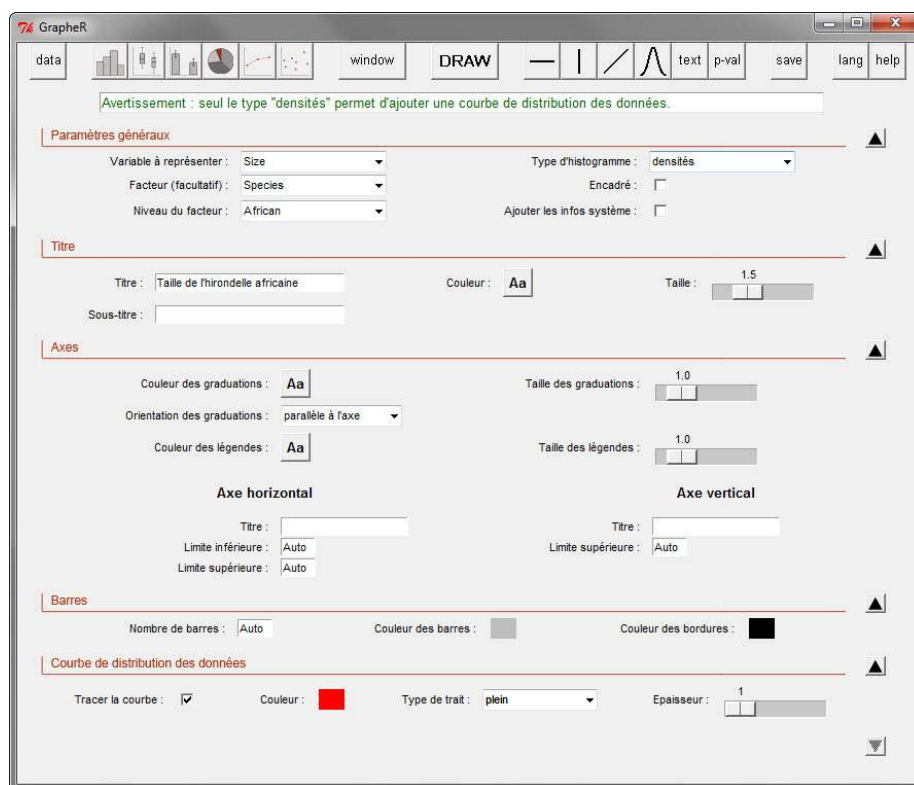 GrapheR
data window DRAW text p-val save lang help
Avertissement : seul le type "densités" permet d'ajouter une courbe de distribution des données.
Paramètres généraux
Variable à représenter : Size Type d'histogramme : densités
Facteur (facultatif) : Species Encadré :
Niveau du facteur : African Ajouter les infos système :
Titre
Titre : Taille de l'hirondelle africaine Couleur : Aa Taille : 1.5
Sous-titre :
Axes
Couleur des graduations : Aa Taille des graduations : 1.0
Orientation des graduations : parallèle à l'axe
Couleur des légendes : Aa Taille des légendes : 1.0
Axe horizontal Axe vertical
Titre : Titre :
Limite inférieure : Auto Limite supérieure : Auto
Limite supérieure : Auto
Barres
Nombre de barres : Auto Couleur des barres : Couleur des bordures :
Courbe de distribution des données
Tracer la courbe : Couleur : Type de trait : plein Epaisseur : 1